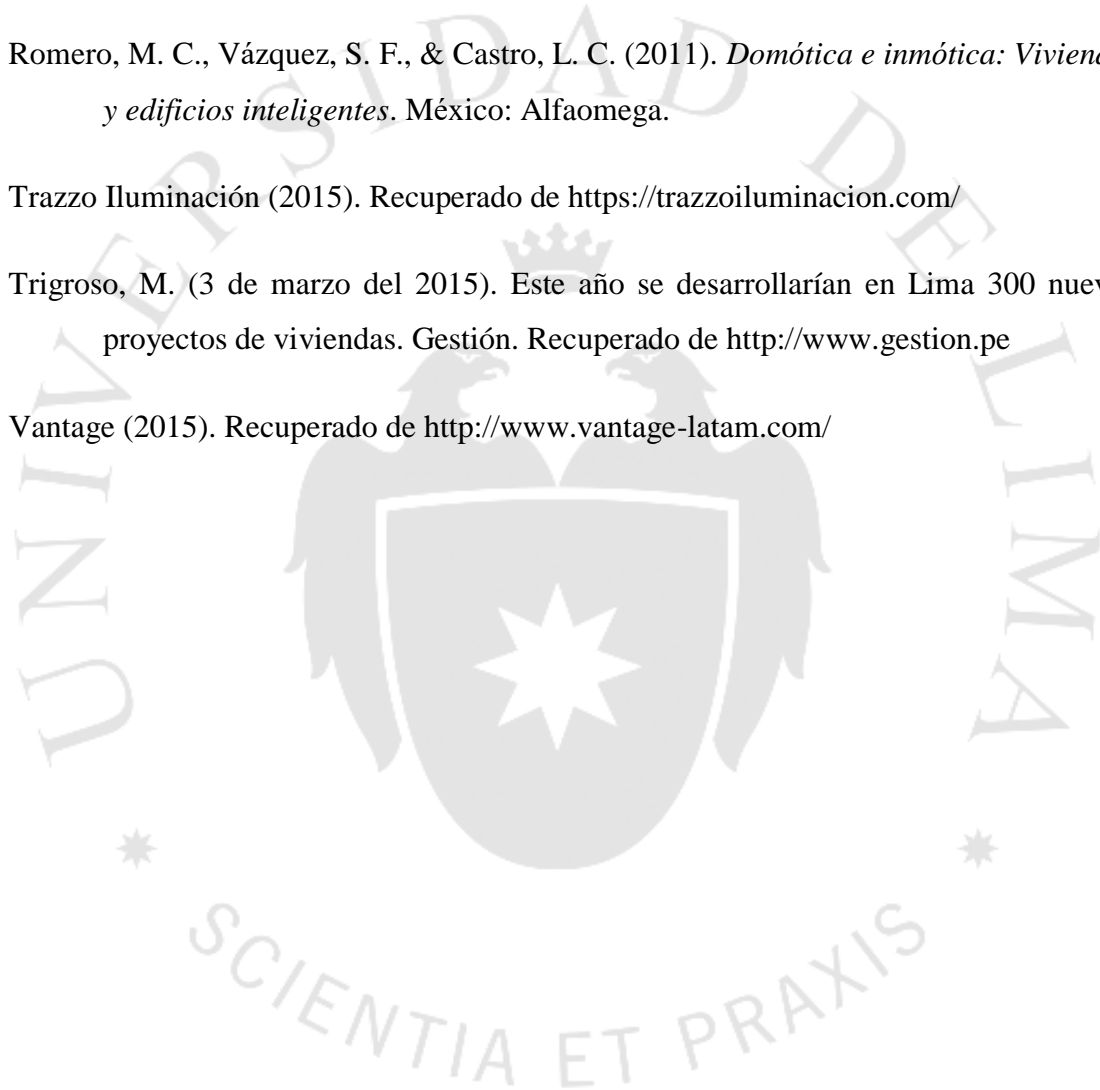 Romero, M. C., Vázquez, S. F., & Castro, L. C. (2011). Domótica e inmótica: Viviend
y edificios inteligentes. México: Alfaomega.
Trazzo Iluminación (2015). Recuperado de https://trazzoiluminacion.com/
Trigroso, M. (3 de marzo del 2015). Este año se desarrollarían en Lima 300 nuev
proyectos de viviendas. Gestión. Recuperado de http://www.gestion.pe
Vantage (2015). Recuperado de http://www.vantage-latam.com/
UNIVERSIDAD DE LIMA
SCIENTIA ET PRAXIS